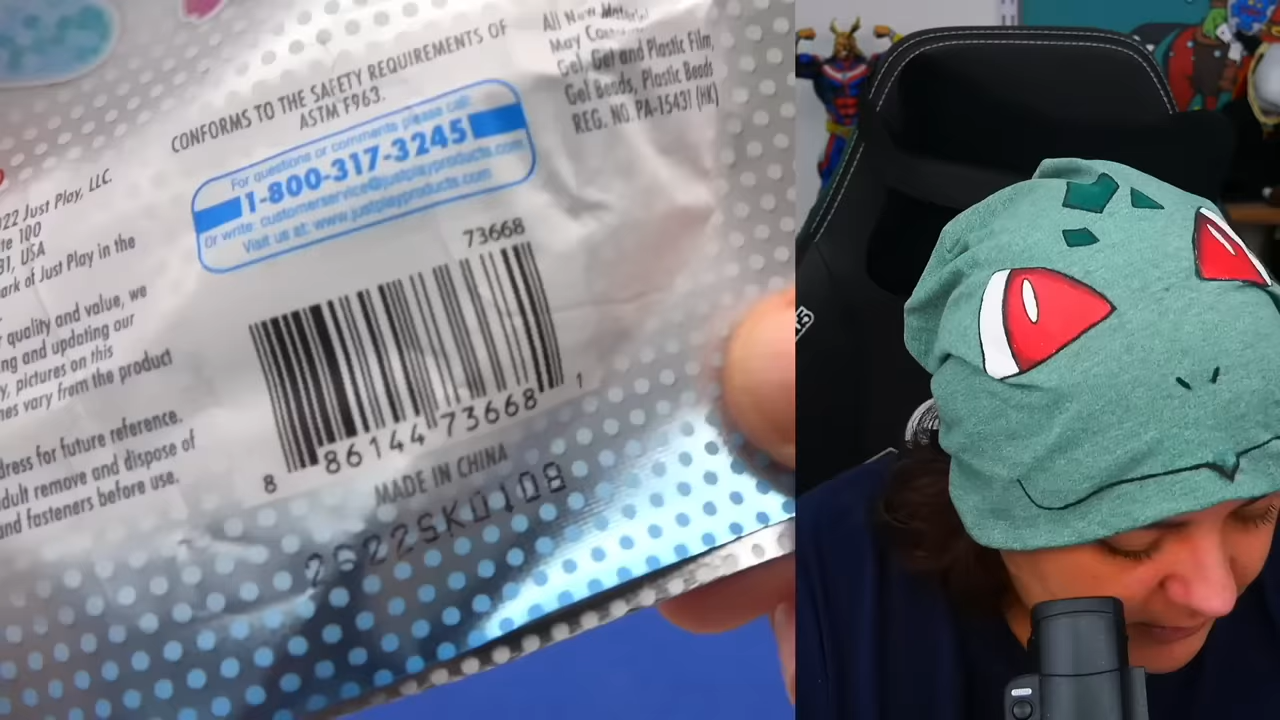 CONFORMS TO THE SAFETY REQUIREMENTS OF
ASTM F963.
All New Material
May
Gel, Gel and Plastic Film,
Gel Beads, Plastic Beads
REG. NO. PA-15431 (HK)
For questions or comments please call:
1-800-317-3245
Or write: customerservice@justplayproducts.com
Visit us at: www.justplayproducts.com
22 Just Play, LLC.
te 100
31, USA
ark of Just Play in the
quality and value, we
ng and updating our
y, pictures on this
nes vary from the product
dress for future reference.
dult remove and dispose of
and fasteners before use.
73668
8 86144 73668 1
MADE IN CHINA
2622SK0108